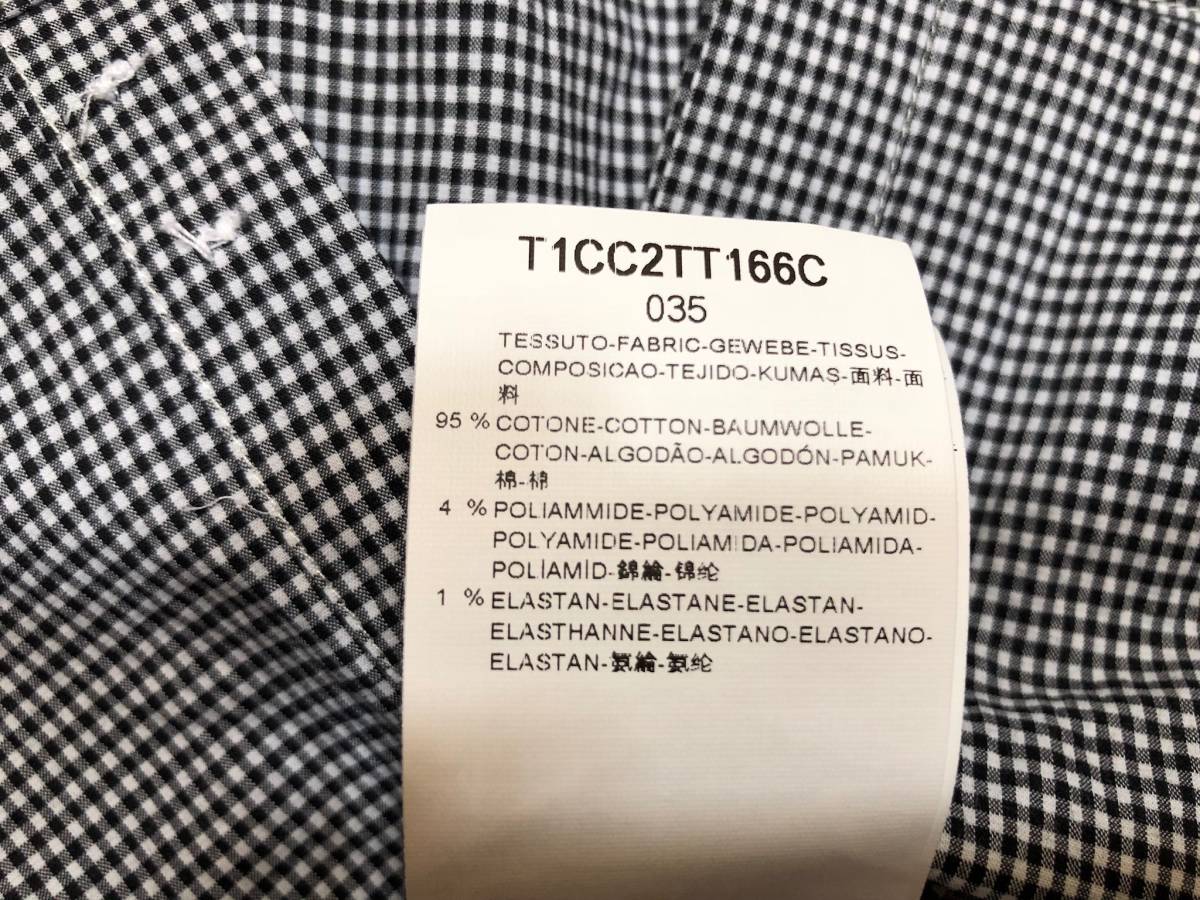 T1CC2TT166C
035
TESSUTO-FABRIC-GEWEBE-TISSUS-
COMPOSICAO-TEJIDO-KUMAS-面料-面
料
95 % COTONE-COTTON-BAUMWOLLE-
COTON-ALGODÃO-ALGODÓN-PAMUK-
棉-棉
4 % POLIAMMIDE-POLYAMIDE-POLYAMID-
POLYAMIDE-POLIAMIDA-POLIAMIDA-
POLİAMİD-錦綸-锦纶
1 % ELASTAN-ELASTANE-ELASTAN-
ELASTHANNE-ELASTANO-ELASTANO-
ELASTAN-氨綸-氨纶